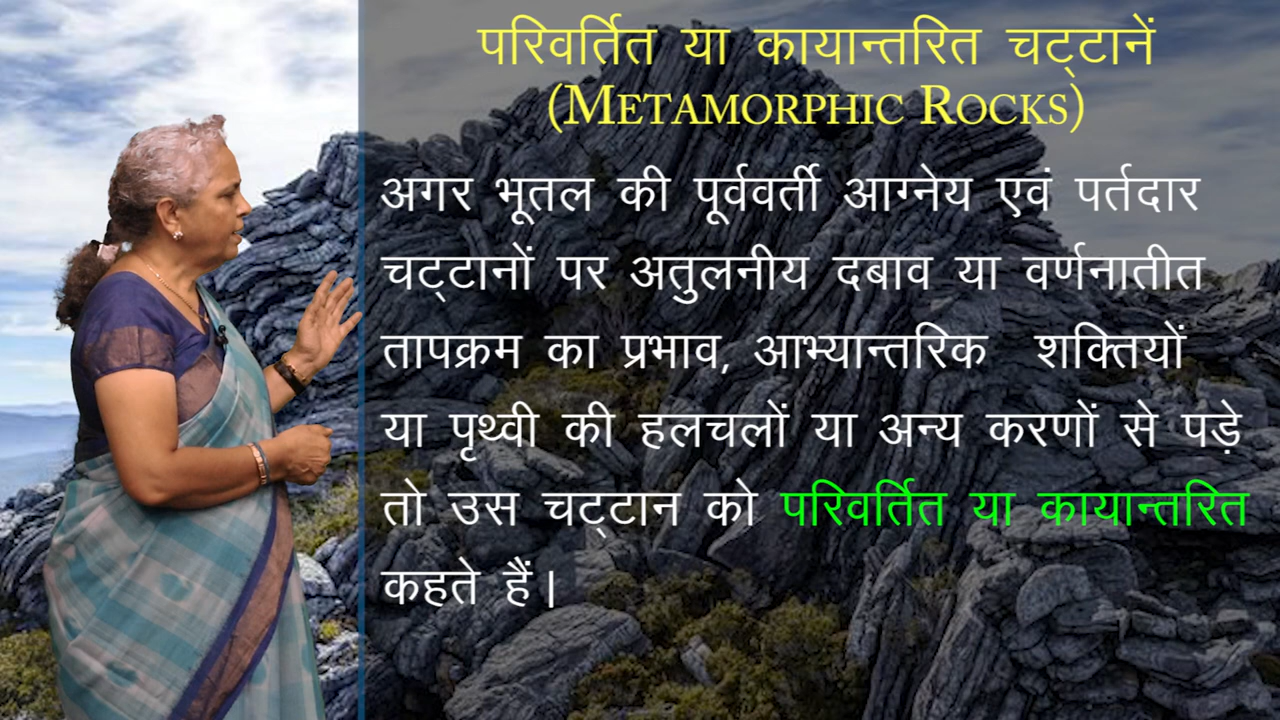 परिवर्तित या कायान्तरित चट्टानें
(METAMORPHIC ROCKS)
अगर भूतल की पूर्ववर्ती आग्नेय एवं पर्तदार
चट्टानों पर अतुलनीय दबाव या वर्णनातीत
तापक्रम का प्रभाव, आभ्यान्तरिक शक्तियों
या पृथ्वी की हलचलों या अन्य करणों से पड़े
तो उस चट्टान को परिवर्तित या कायान्तरित
कहते हैं।